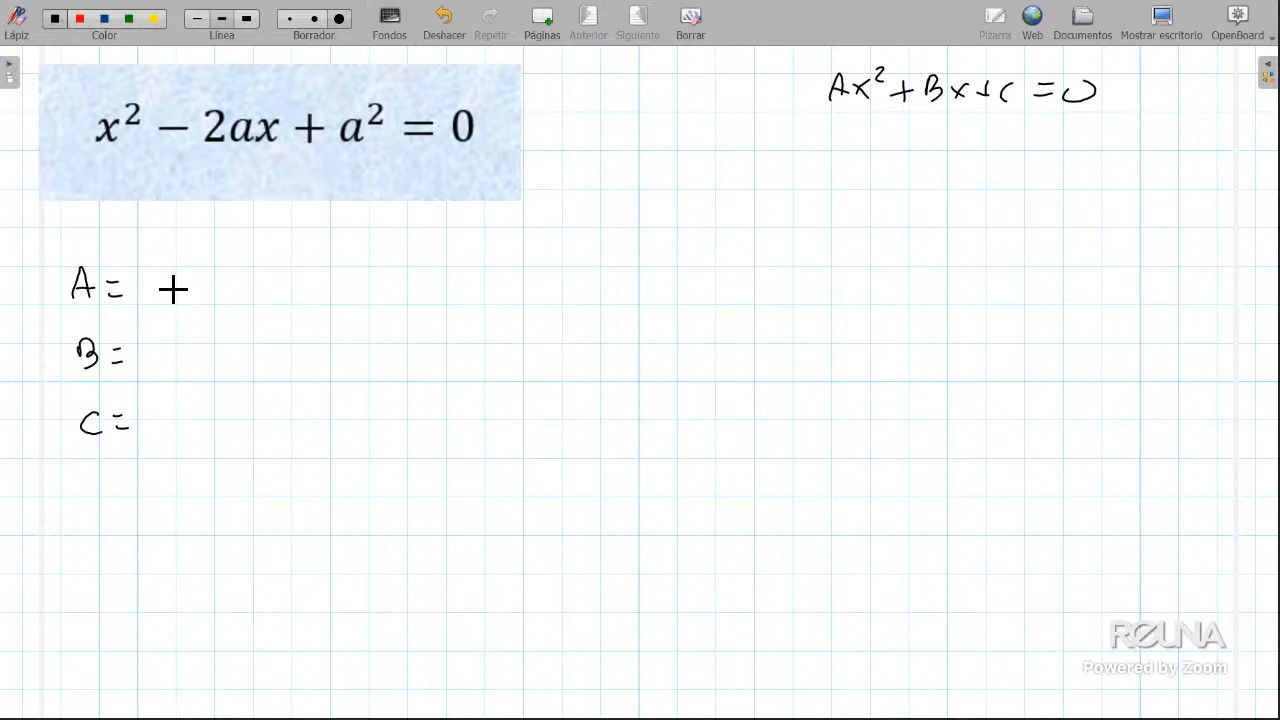 Lápiz Color Línea Borrador Fondos Deshacer Repetir Páginas Anterior Siguiente Borrar Pizarra Web Documentos Mostrar escritorio OpenBoard
Ax² + Bx + C = 0
x² − 2ax + a² = 0
A =
B =
C =
REUNA
Powered by Zoom